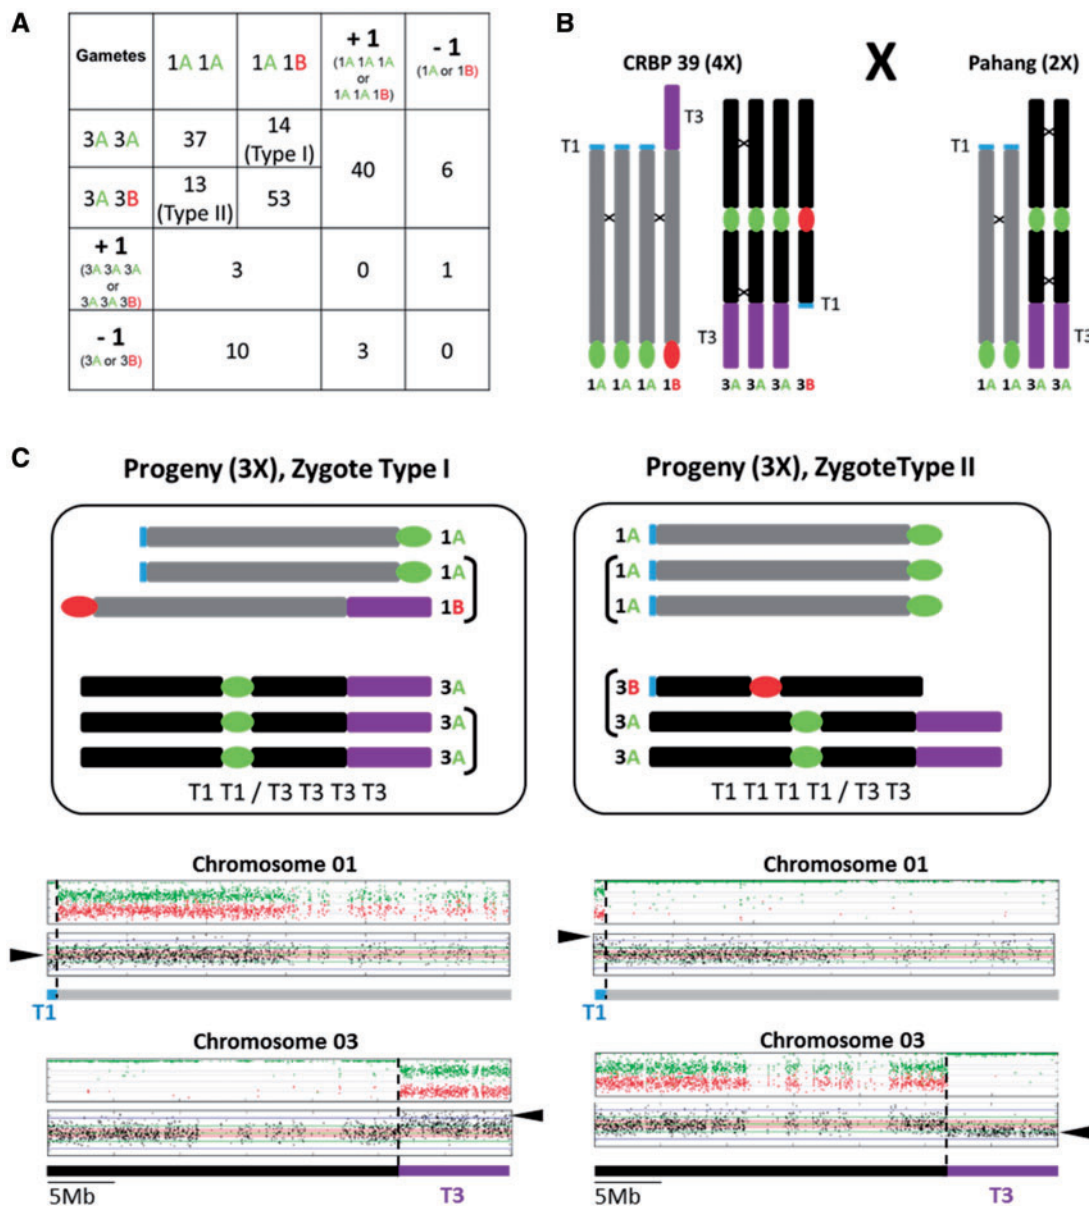 A
Gametes
1A 1A
1A 1B
+ 1
(1A 1A 1A
or
1A 1A 1B)
- 1
(1A or 1B)
3A 3A
37
14
(Type I)
40
6
3A 3B
13
(Type II)
53
+ 1
(3A 3A 3A
or
3A 3A 3B)
3
0
1
- 1
(3A or 3B)
10
3
0
B
CRBP 39 (4X)
X
Pahang (2X)
T3
T1
T1
T1
T3
T3
1A 1A 1A 1B
3A 3A 3A 3B
1A 1A 3A 3A
C
Progeny (3X), Zygote Type I
1A
1A
1B
3A
3A
3A
T1 T1 / T3 T3 T3 T3
Progeny (3X), ZygoteType II
1A
1A
1A
3B
3A
3A
T1 T1 T1 T1 / T3 T3
Chromosome 01
T1
Chromosome 03
5Mb
T3
Chromosome 01
T1
Chromosome 03
5Mb
T3